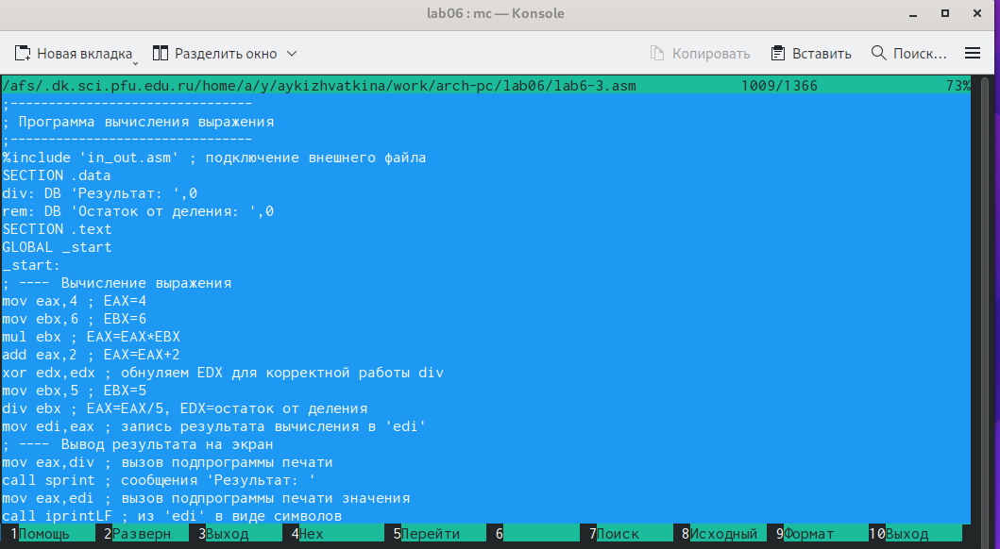 lab06 : mc — Konsole
Новая вкладка Разделить окно Копировать Вставить Поиск...
/afs/.dk.sci.pfu.edu.ru/home/a/y/aykizhvatkina/work/arch-pc/lab06/lab6-3.asm 1009/1366 73%
;--------------------------------
; Программа вычисления выражения
;--------------------------------
%include 'in_out.asm' ; подключение внешнего файла
SECTION .data
div: DB 'Результат: ',0
rem: DB 'Остаток от деления: ',0
SECTION .text
GLOBAL _start
_start:
; ---- Вычисление выражения
mov eax,4 ; EAX=4
mov ebx,6 ; EBX=6
mul ebx ; EAX=EAX*EBX
add eax,2 ; EAX=EAX+2
xor edx,edx ; обнуляем EDX для корректной работы div
mov ebx,5 ; EBX=5
div ebx ; EAX=EAX/5, EDX=остаток от деления
mov edi,eax ; запись результата вычисления в 'edi'
; ---- Вывод результата на экран
mov eax,div ; вызов подпрограммы печати
call sprint ; сообщения 'Результат: '
mov eax,edi ; вызов подпрограммы печати значения
call iprintLF ; из 'edi' в виде символов
1Помощь 2Разверн 3Выход 4Hex 5Перейти 6 7Поиск 8Исходный 9Формат 10Выход